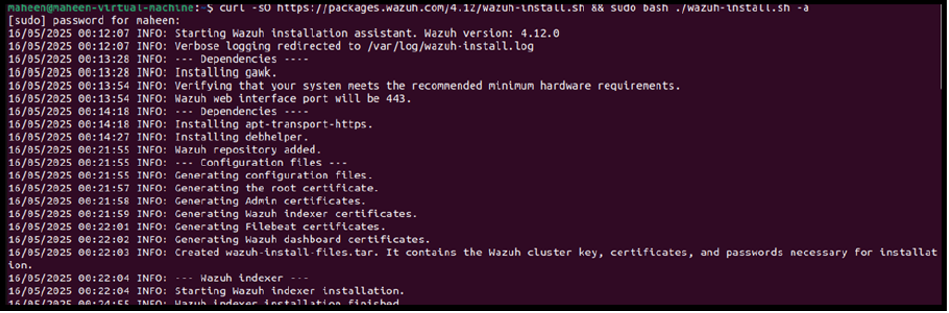 maheen@maheen-virtual-machine:~$ curl -sO https://packages.wazuh.com/4.12/wazuh-install.sh && sudo bash ./wazuh-install.sh -a
[sudo] password for maheen:
16/05/2025 00:12:07 INFO: Starting Wazuh installation assistant. Wazuh version: 4.12.0
16/05/2025 00:12:07 INFO: Verbose logging redirected to /var/log/wazuh-install.log
16/05/2025 00:13:28 INFO: --- Dependencies ----
16/05/2025 00:13:28 INFO: Installing gawk.
16/05/2025 00:13:54 INFO: Verifying that your system meets the recommended minimum hardware requirements.
16/05/2025 00:13:54 INFO: Wazuh web interface port will be 443.
16/05/2025 00:14:18 INFO: --- Dependencies ----
16/05/2025 00:14:18 INFO: Installing apt-transport-https.
16/05/2025 00:14:27 INFO: Installing debhelper.
16/05/2025 00:21:55 INFO: Wazuh repository added.
16/05/2025 00:21:55 INFO: --- Configuration files ---
16/05/2025 00:21:55 INFO: Generating configuration files.
16/05/2025 00:21:57 INFO: Generating the root certificate.
16/05/2025 00:21:58 INFO: Generating Admin certificates.
16/05/2025 00:21:59 INFO: Generating Wazuh indexer certificates.
16/05/2025 00:22:01 INFO: Generating Filebeat certificates.
16/05/2025 00:22:02 INFO: Generating Wazuh dashboard certificates.
16/05/2025 00:22:03 INFO: Created wazuh-install-files.tar. It contains the Wazuh cluster key, certificates, and passwords necessary for installat
ion.
16/05/2025 00:22:04 INFO: --- Wazuh indexer ---
16/05/2025 00:22:04 INFO: Starting Wazuh indexer installation.
16/05/2025 00:24:55 INFO: Wazuh indexer installation finished.